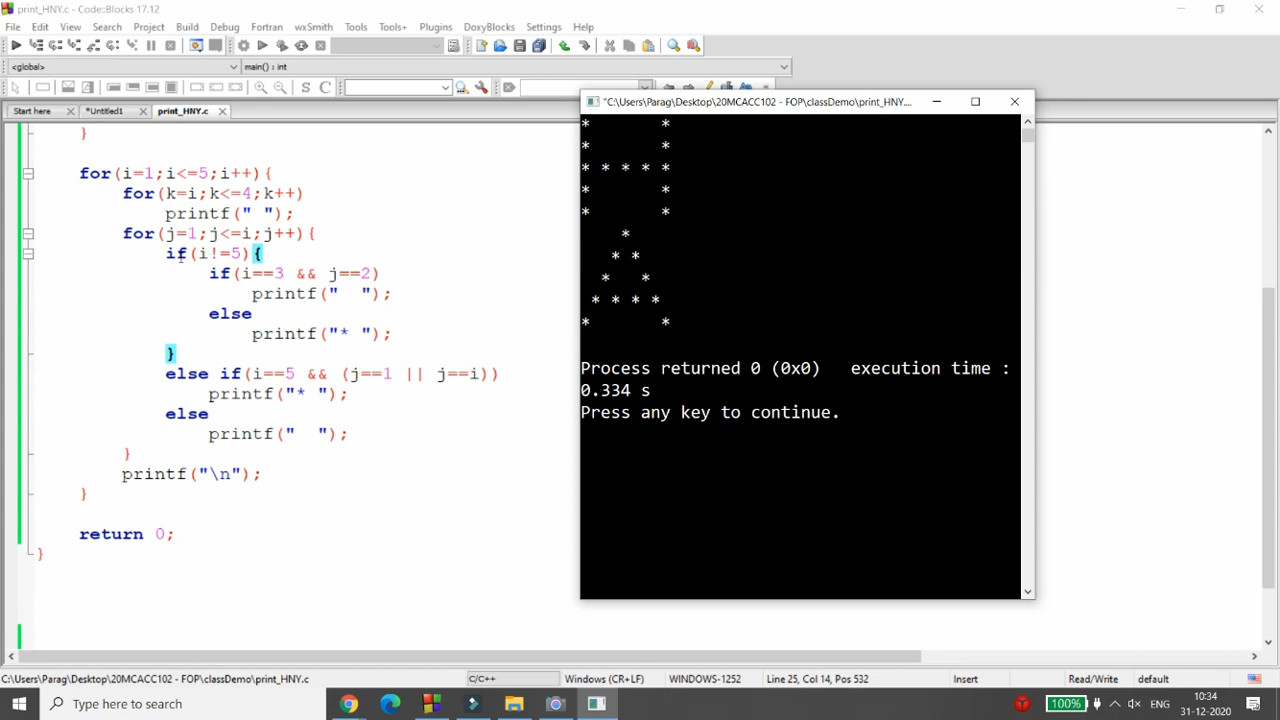 print_HNY.c - Code::Blocks 17.12
File Edit View Search Project Build Debug Fortran wxSmith Tools Tools+ Plugins DoxyBlocks Settings Help
<global>
main() : int
Start here
*Untitled1
print_HNY.c
}
for(i=1;i<=5;i++){
for(k=i;k<=4;k++)
printf(" ");
for(j=1;j<=i;j++){
if(i!=5){
if(i==3 && j==2)
printf("  ");
else
printf("* ");
}
else if(i==5 && (j==1 || j==i))
printf("* ");
else
printf("  ");
}
printf("\n");
}
return 0;
}
"C:\Users\Parag\Desktop\20MCACC102 - FOP\classDemo\print_HNY....
*       *
*       *
* * * * *
*       *
*       *
    *
   * *
  *   *
 * * * *
*       *
Process returned 0 (0x0)   execution time :
0.334 s
Press any key to continue.
C:\Users\Parag\Desktop\20MCACC102 - FOP\classDemo\print_HNY.c
C/C++
Windows (CR+LF)
WINDOWS-1252
Line 25, Col 14, Pos 532
Insert
Read/Write
default
Type here to search
100%
ENG
10:34
31-12-2020